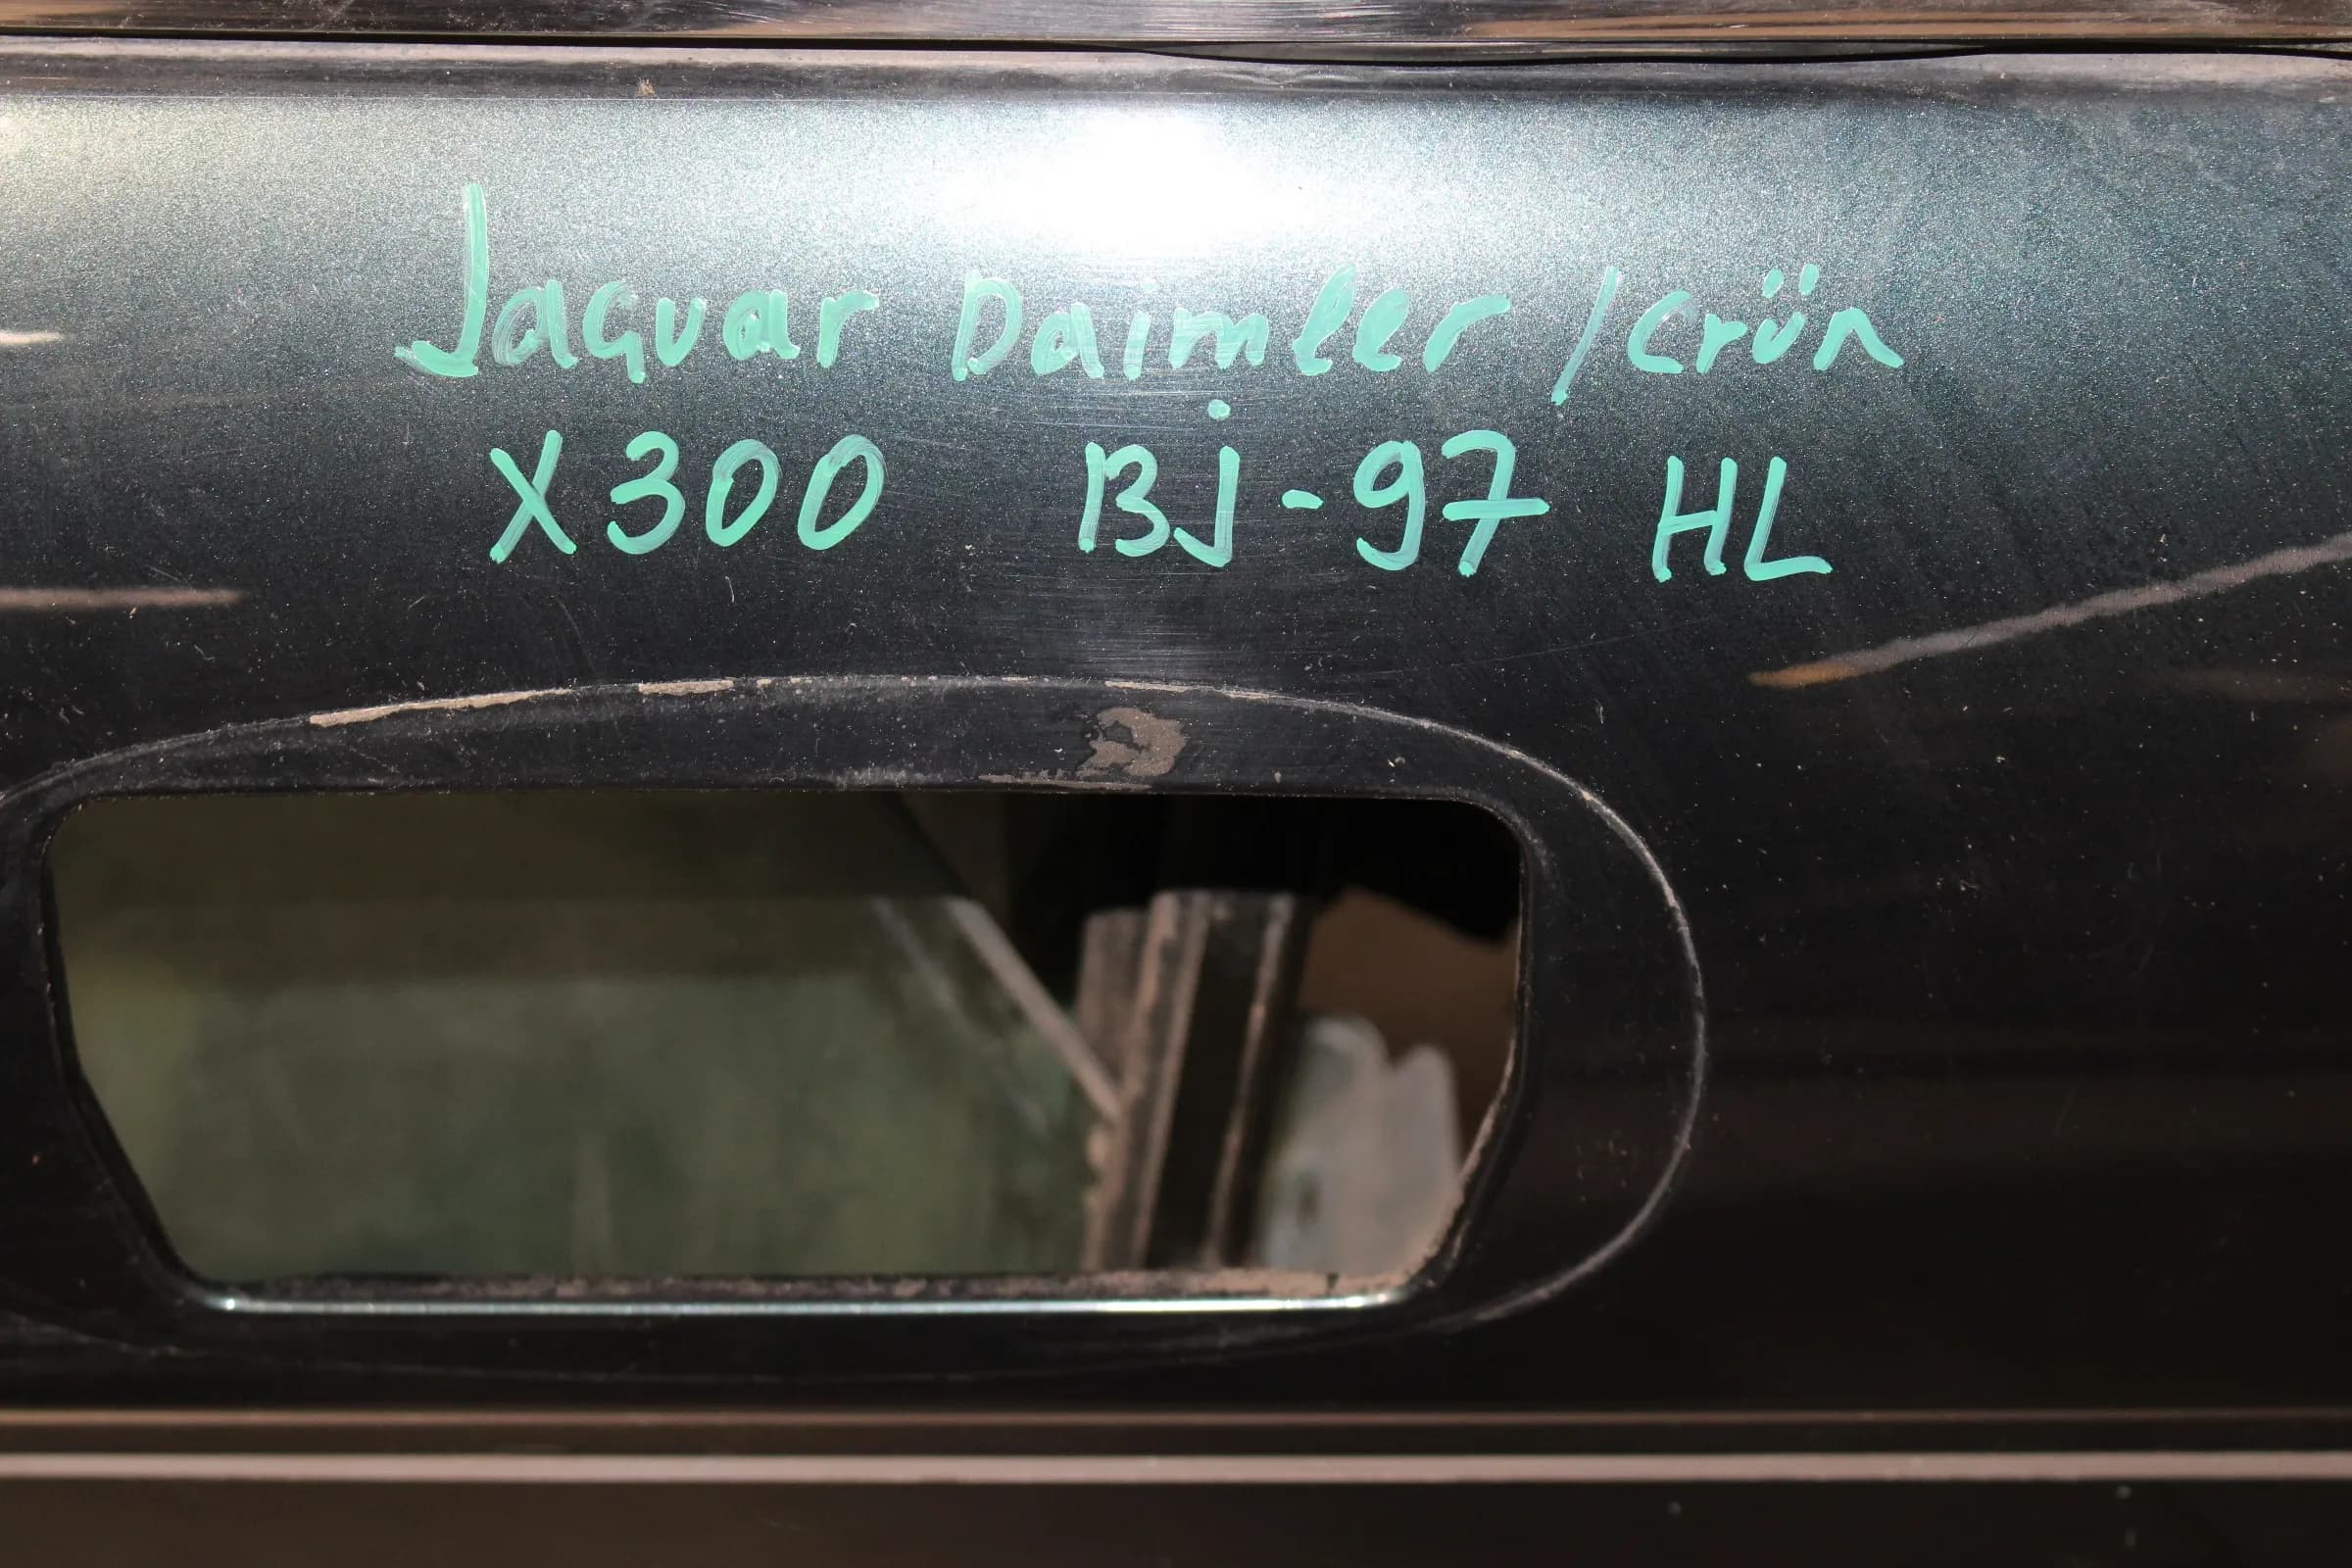 Jaguar Daimler / Grün
X300 Bj-97 HL